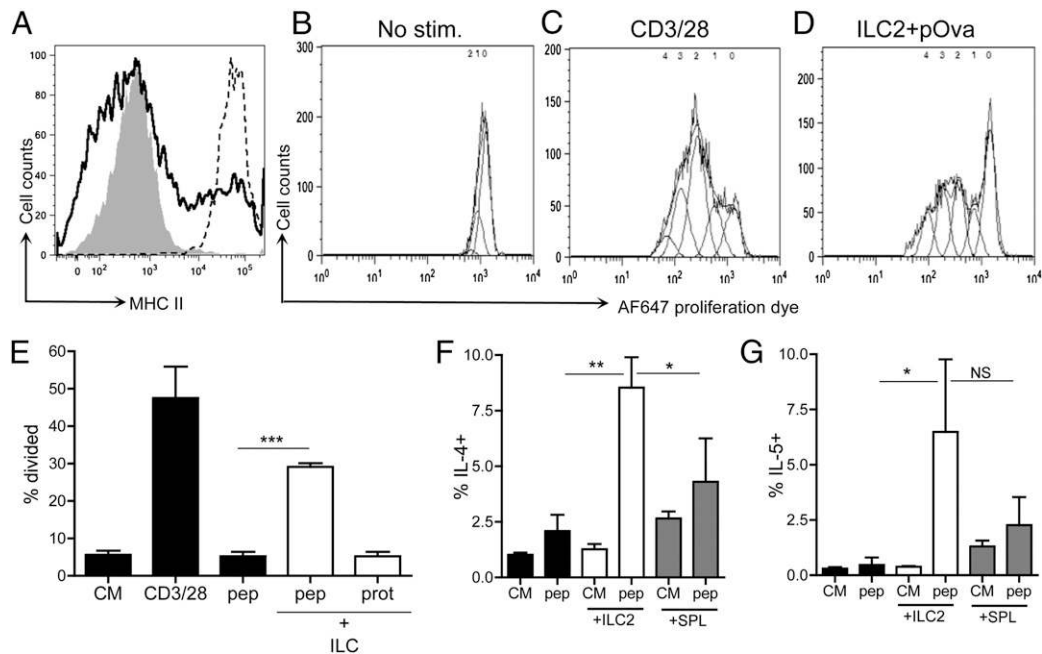 A
100
80
60
40
20
0
0 10² 10³ 10⁴ 10⁵
Cell counts
MHC II
B No stim.
2 1 0
300
250
200
150
100
50
0
10⁰ 10¹ 10² 10³ 10⁴
Cell counts
C CD3/28
4 3 2 1 0
200
150
100
50
0
10⁰ 10¹ 10² 10³ 10⁴
D ILC2+pOva
4 3 2 1 0
200
150
100
50
0
10⁰ 10¹ 10² 10³ 10⁴
AF647 proliferation dye
E
60
50
40
30
20
10
0
% divided
***
CM CD3/28 pep pep prot
+
ILC
F
10.0
7.5
5.0
2.5
0.0
% IL-4+
** *
CM pep CM pep CM pep
+ILC2 +SPL
G
10.0
7.5
5.0
2.5
0.0
% IL-5+
* NS
CM pep CM pep CM pep
+ILC2 +SPL